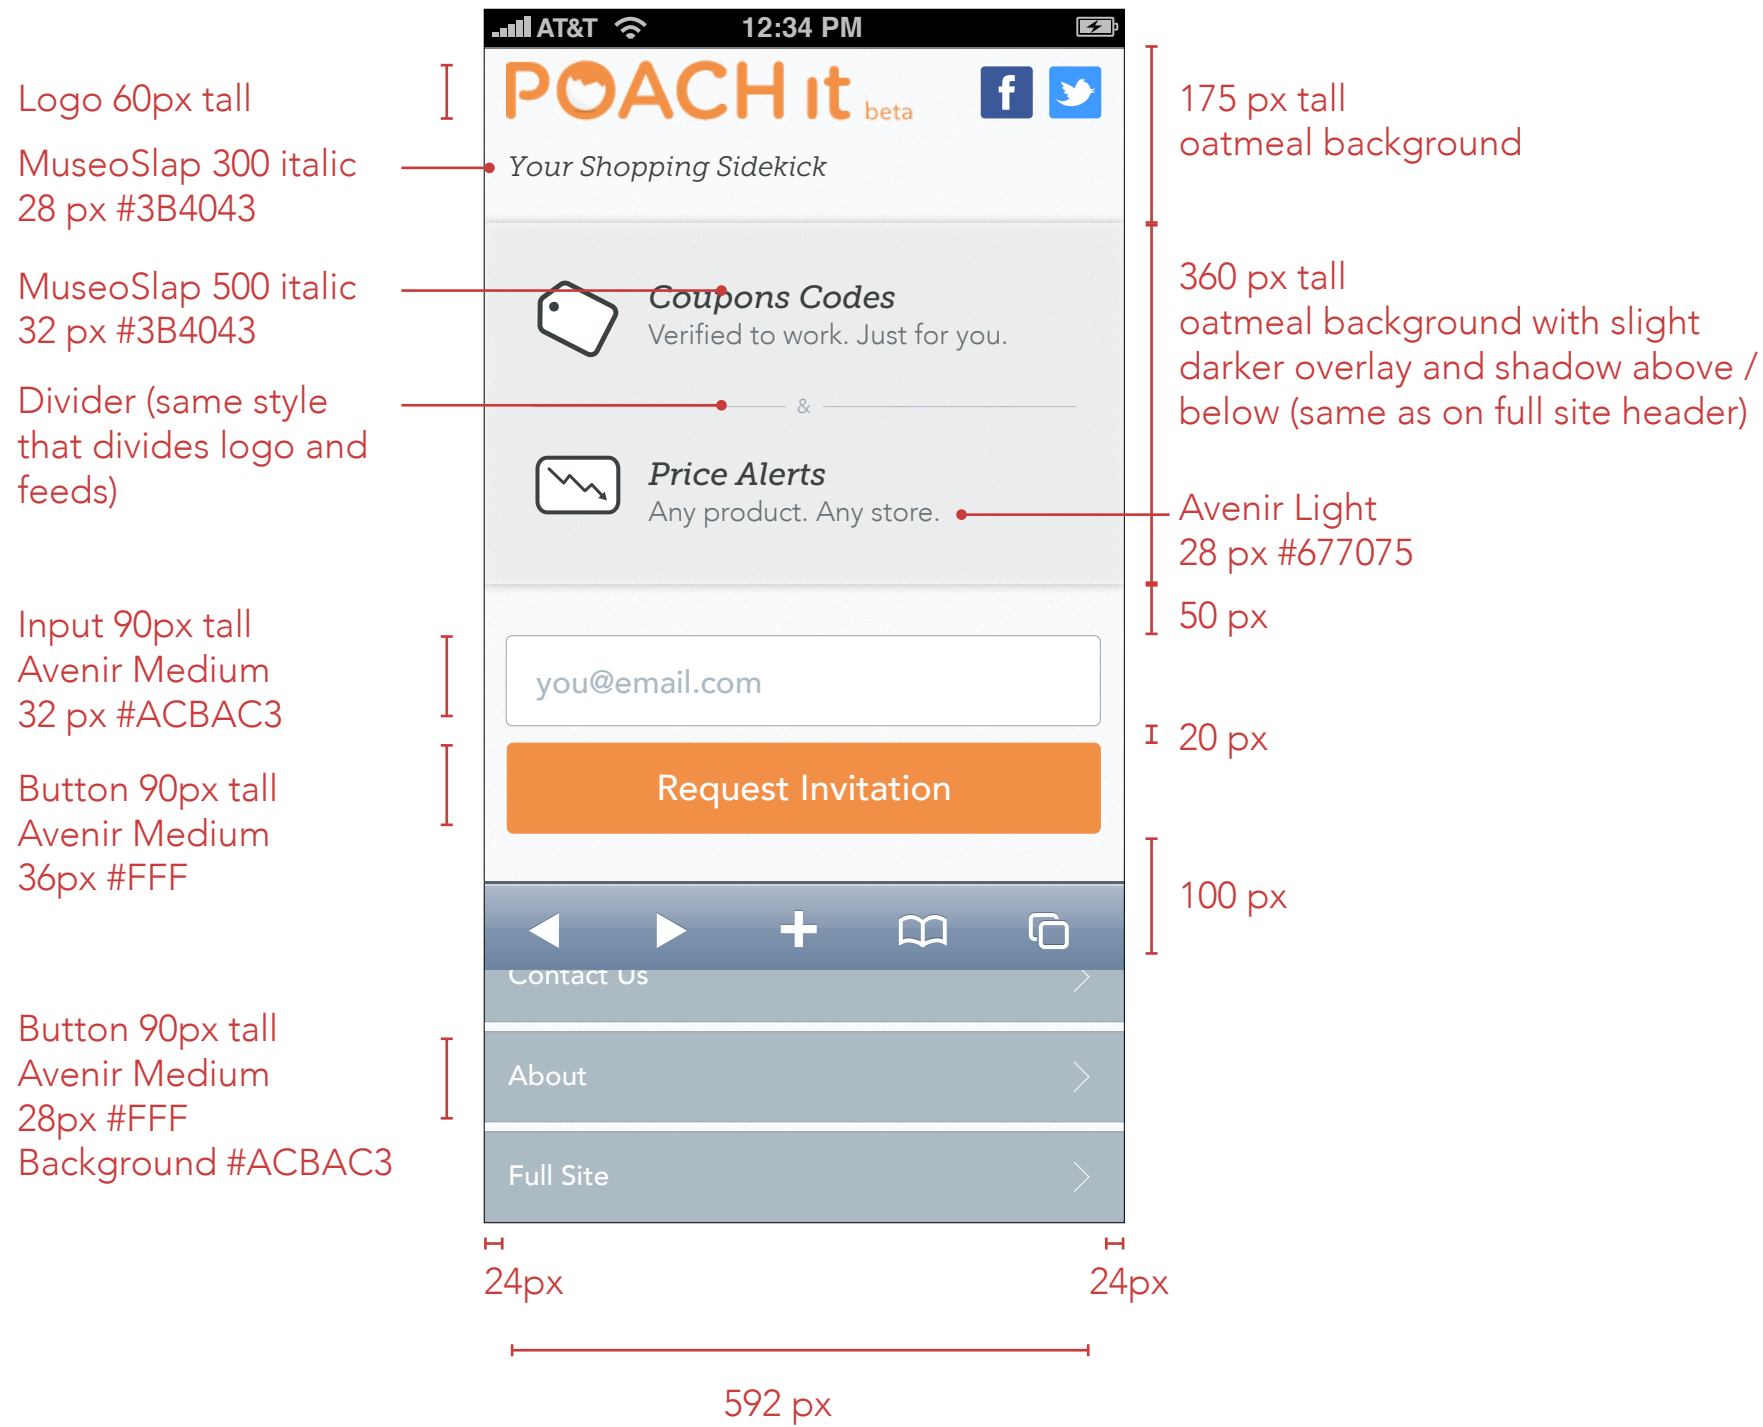 AT&T 12:34 PM
POACH it beta
Your Shopping Sidekick
Coupons Codes
Verified to work. Just for you.
&
Price Alerts
Any product. Any store.
you@email.com
Request Invitation
Contact Us
About
Full Site
Logo 60px tall
MuseoSlap 300 italic
28 px #3B4043
MuseoSlap 500 italic
32 px #3B4043
Divider (same style
that divides logo and
feeds)
Input 90px tall
Avenir Medium
32 px #ACBAC3
Button 90px tall
Avenir Medium
36px #FFF
Button 90px tall
Avenir Medium
28px #FFF
Background #ACBAC3
175 px tall
oatmeal background
360 px tall
oatmeal background with slight
darker overlay and shadow above /
below (same as on full site header)
Avenir Light
28 px #677075
50 px
20 px
100 px
24px
24px
592 px